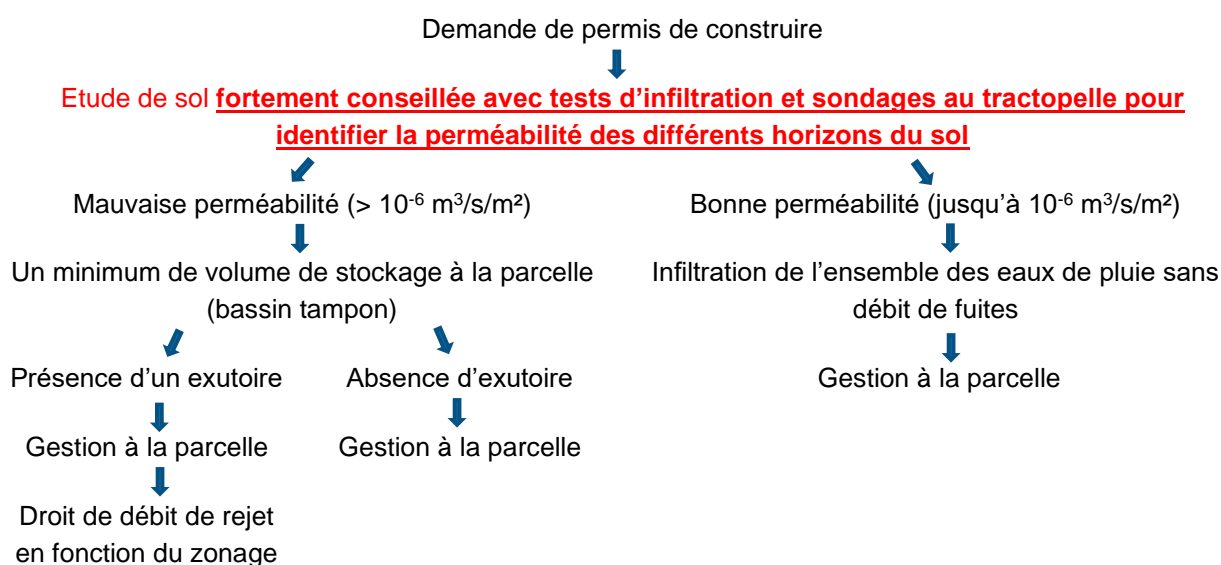 Demande de permis de construire
Etude de sol fortement conseillée avec tests d'infiltration et sondages au tractopelle pour
identifier la perméabilité des différents horizons du sol
Mauvaise perméabilité (> 10⁻⁶ m³/s/m²)
Bonne perméabilité (jusqu'à 10⁻⁶ m³/s/m²)
Un minimum de volume de stockage à la parcelle
(bassin tampon)
Infiltration de l'ensemble des eaux de pluie sans
débit de fuites
Présence d'un exutoire
Absence d'exutoire
Gestion à la parcelle
Gestion à la parcelle
Gestion à la parcelle
Droit de débit de rejet
en fonction du zonage